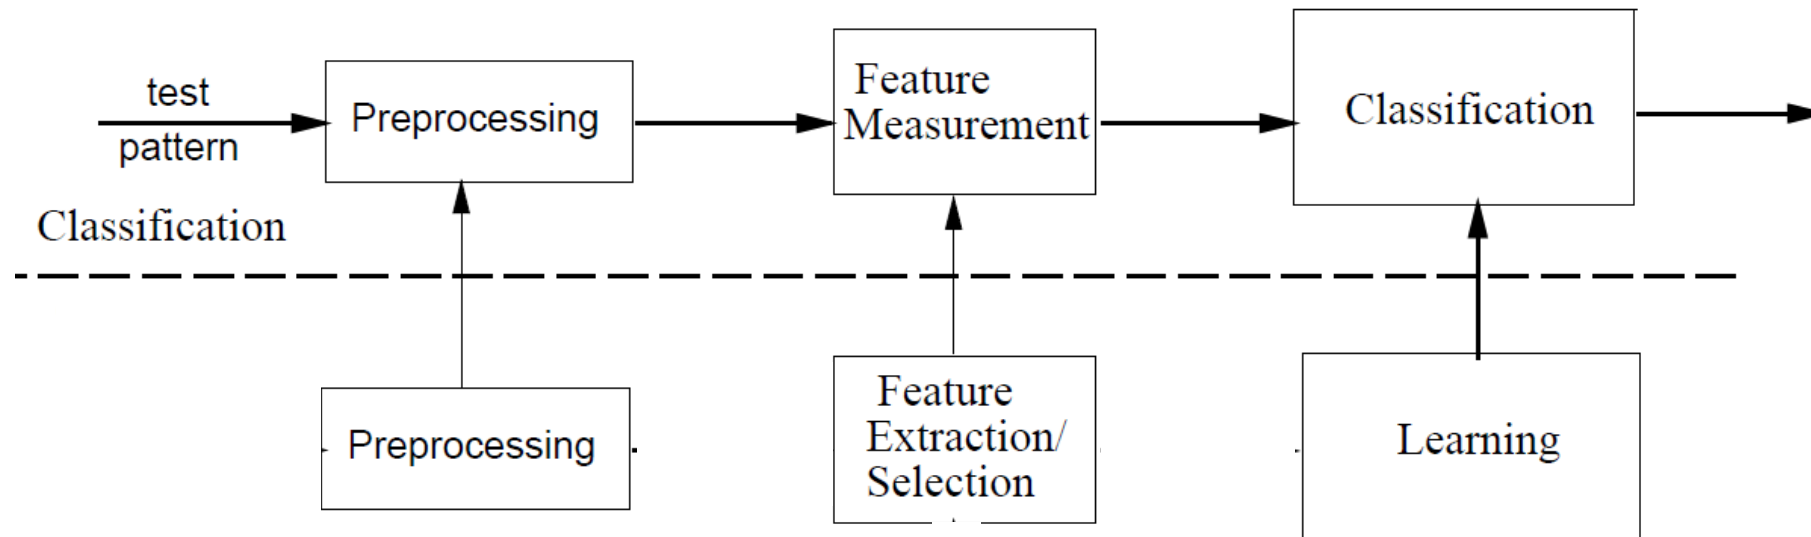 test
pattern
Preprocessing
Feature
Measurement
Classification
Classification
Preprocessing
Feature
Extraction/
Selection
Learning